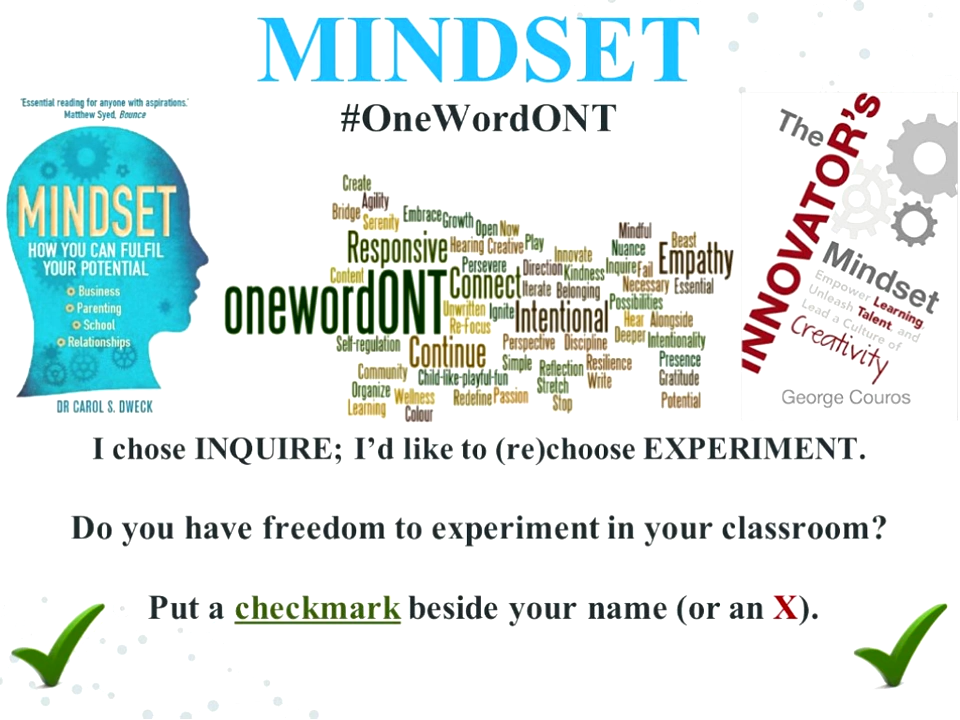 MINDSET
#OneWordONT
'Essential reading for anyone with aspirations.'
Matthew Syed, Bounce
MINDSET
HOW YOU CAN FULFIL
YOUR POTENTIAL
Business
Parenting
School
Relationships
DR CAROL S. DWECK
Create
Agility
Bridge
Serenity
Embrace
Growth
Open
Now
Mindful
Beast
Responsive
Hearing
Creative
Play
Nuance
Empathy
Innovate
Persevere
Direction
Kindness
Inquire
Fail
Content
Connect
Iterate
Belonging
Necessary
Essential
onewordONT
Unwritten
Ignite
Intentional
Possibilities
Re-Focus
Hear
Alongside
Self-regulation
Continue
Perspective
Discipline
Deeper
Intentionality
Community
Child-like-playful-fun
Simple
Reflection
Resilience
Presence
Organize
Wellness
Redefine
Passion
Stretch
Write
Gratitude
Learning
Colour
Stop
Potential
The
INNOVATOR'S
Mindset
Empower Learning,
Unleash Talent, and
Lead a Culture of
Creativity
George Couros
I chose INQUIRE; I’d like to (re)choose EXPERIMENT.
Do you have freedom to experiment in your classroom?
Put a checkmark beside your name (or an X).